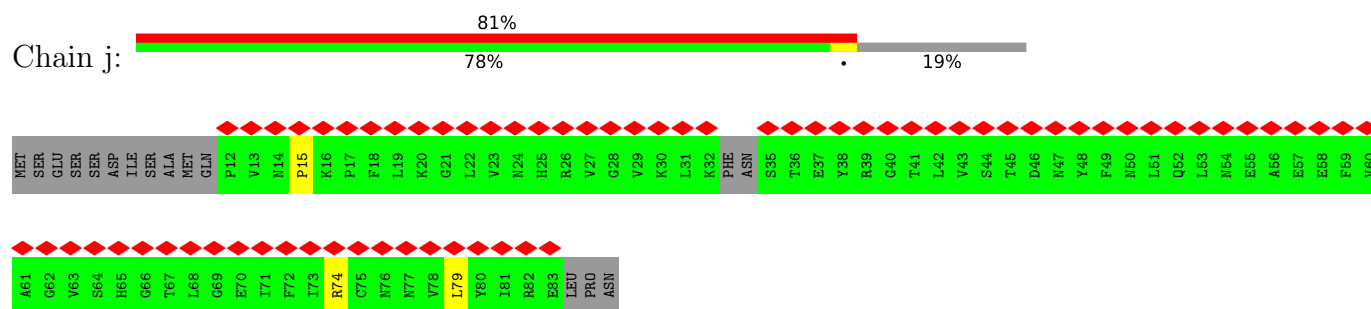 81%
Chain j:
78% • 19%
MET SER GLU SER SER ASP ILE SER ALA MET GLN P12 V13 N14 P15 K16 P17 F18 L19 K20 G21 L22 V23 N24 H25 R26 V27 G28 V29 K30 L31 K32 PHE ASN S35 T36 E37 Y38 R39 G40 T41 L42 V43 S44 T45 D46 N47 Y48 F49 N50 L51 Q52 L53 N54 E55 A56 E57 E58 F59 V60
A61 G62 V63 S64 H65 G66 T67 L68 G69 E70 I71 F72 I73 R74 C75 N76 N77 V78 L79 Y80 I81 R82 E83 LEU PRO ASN